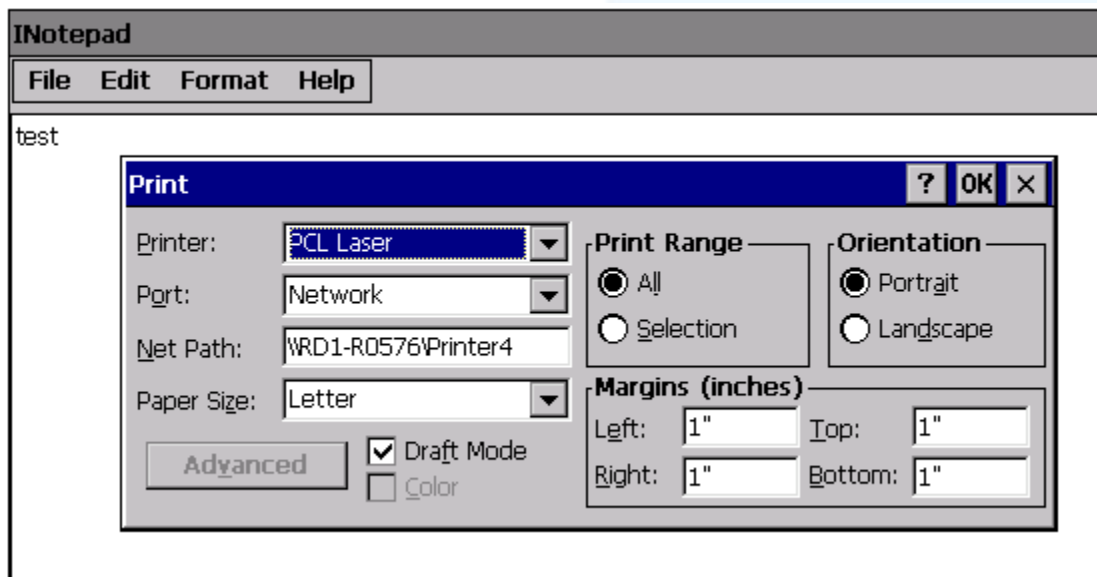 INotepad
File Edit Format Help
test
Print ? OK ×
Printer: PCL Laser
Port: Network
Net Path: \\RD1-R0576\Printer4
Paper Size: Letter
Advanced
Draft Mode
Color
Print Range
All
Selection
Orientation
Portrait
Landscape
Margins (inches)
Left: 1" Top: 1"
Right: 1" Bottom: 1"